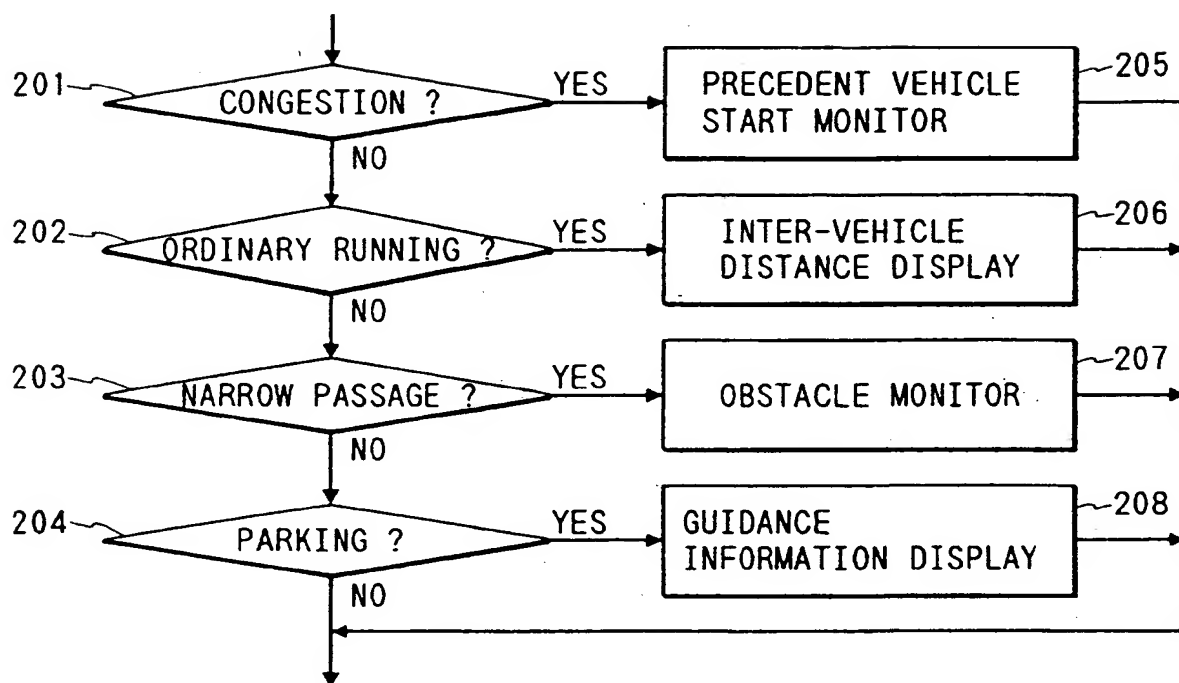 201
CONGESTION ?
YES
PRECEDENT VEHICLE
START MONITOR
205
NO
202
ORDINARY RUNNING ?
YES
INTER-VEHICLE
DISTANCE DISPLAY
206
NO
203
NARROW PASSAGE ?
YES
OBSTACLE MONITOR
207
NO
204
PARKING ?
YES
GUIDANCE
INFORMATION DISPLAY
208
NO